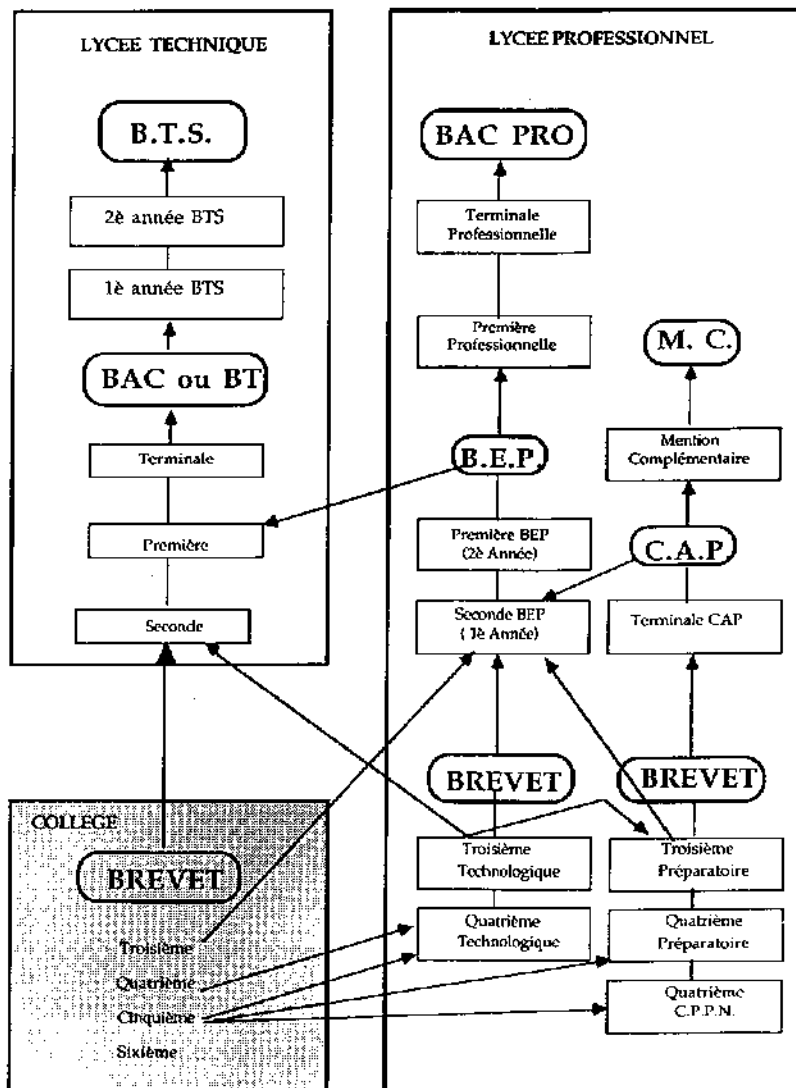 LYCEE TECHNIQUE
B.T.S.
2è année BTS
1è année BTS
BAC ou BT
Terminale
Première
Seconde
COLLEGE
BREVET
Troisième
Quatrième
Cinquième
Sixième
LYCEE PROFESSIONNEL
BAC PRO
Terminale
Professionnelle
Première
Professionnelle
B.E.P.
Première BEP
(2è Année)
Seconde BEP
( 1è Année)
BREVET
Troisième
Technologique
Quatrième
Technologique
M. C.
Mention
Complémentaire
C.A.P.
Terminale CAP
BREVET
Troisième
Préparatoire
Quatrième
Préparatoire
Quatrième
C.P.P.N.